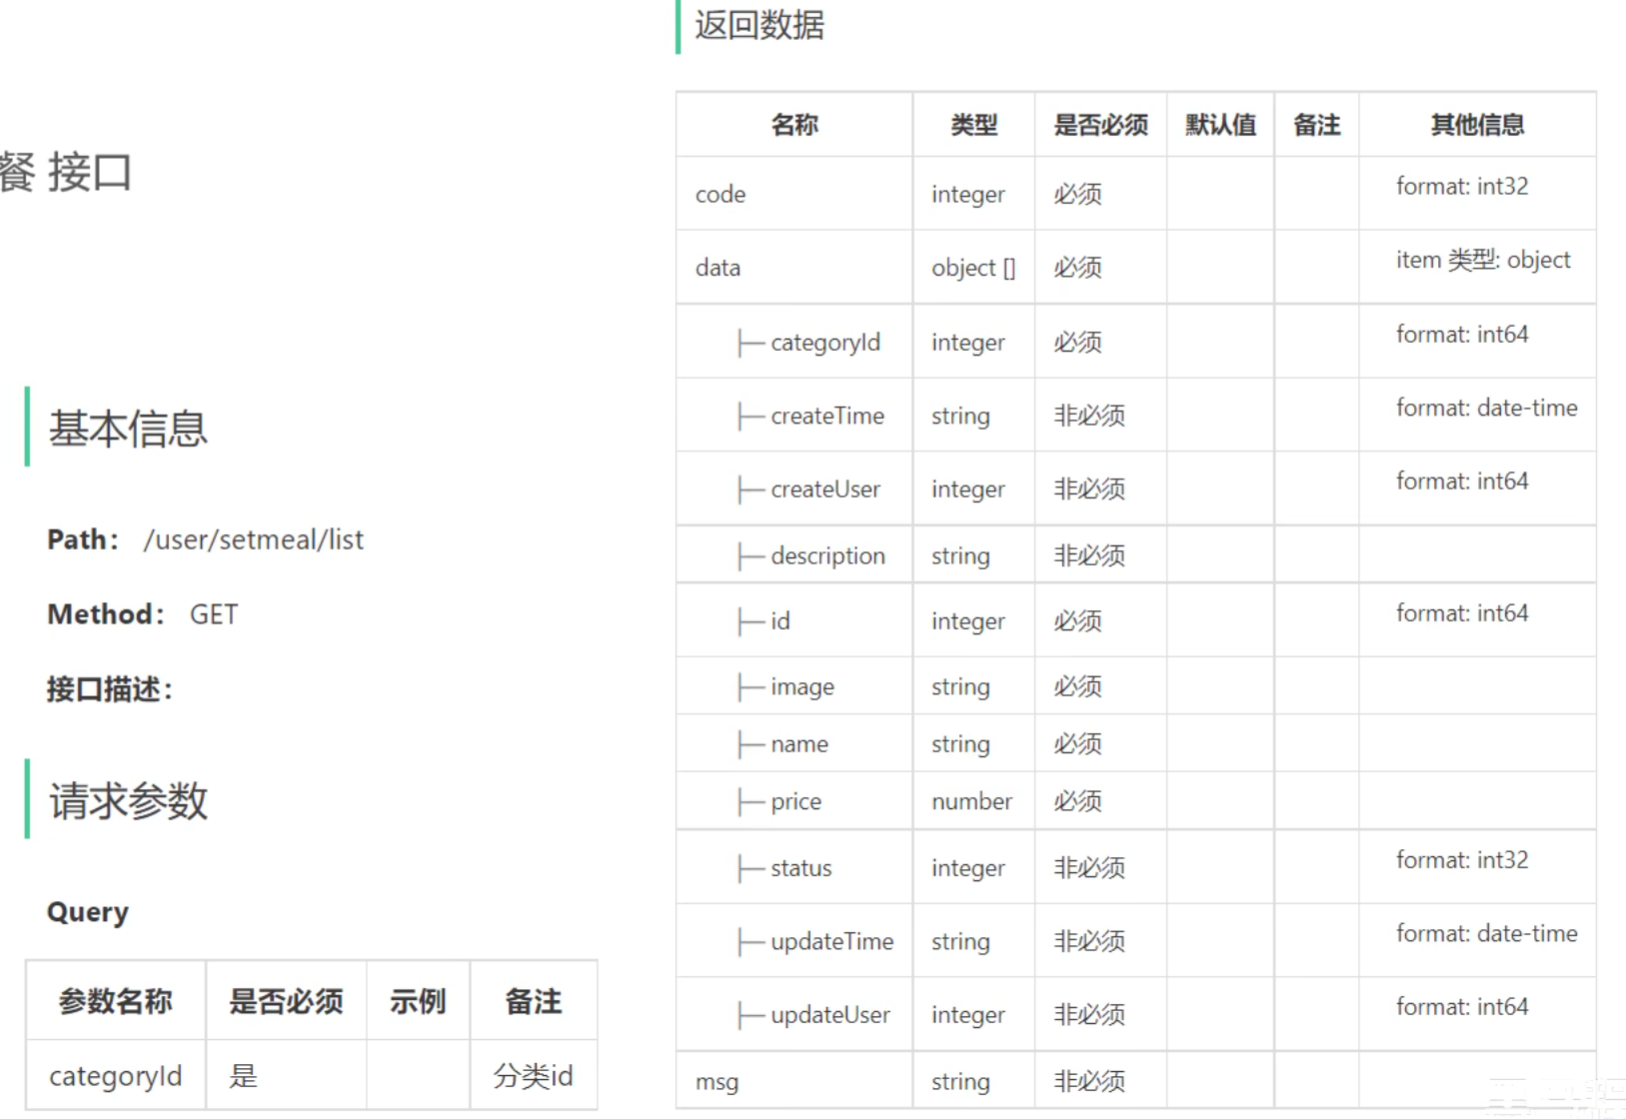 餐 接口
基本信息
Path： /user/setmeal/list
Method： GET
接口描述：
请求参数
Query
参数名称 是否必须 示例 备注
categoryId 是 分类id
返回数据
名称 类型 是否必须 默认值 备注 其他信息
code integer 必须 format: int32
data object [] 必须 item 类型: object
├─ categoryId integer 必须 format: int64
├─ createTime string 非必须 format: date-time
├─ createUser integer 非必须 format: int64
├─ description string 非必须
├─ id integer 必须 format: int64
├─ image string 必须
├─ name string 必须
├─ price number 必须
├─ status integer 非必须 format: int32
├─ updateTime string 非必须 format: date-time
├─ updateUser integer 非必须 format: int64
msg string 非必须